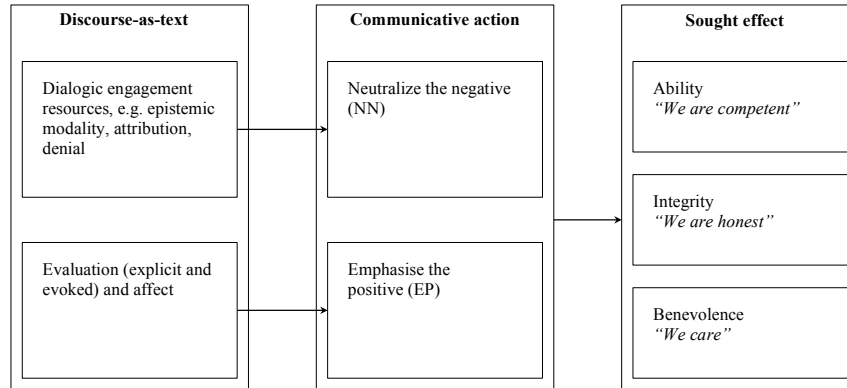 Discourse-as-text
Dialogic engagement
resources, e.g. epistemic
modality, attribution,
denial
Evaluation (explicit and
evoked) and affect
Communicative action
Neutralize the negative
(NN)
Emphasise the
positive (EP)
Sought effect
Ability
“We are competent”
Integrity
“We are honest”
Benevolence
“We care”